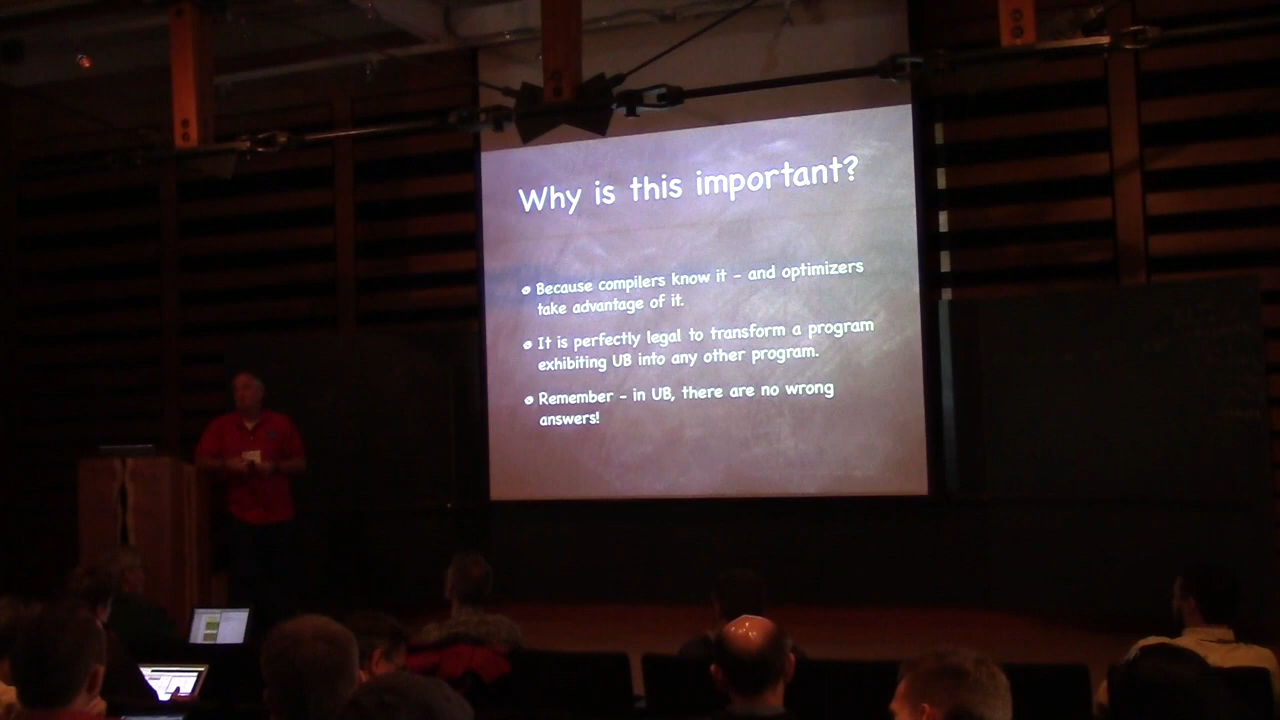 Why is this important?
Because compilers know it – and optimizers
take advantage of it.
It is perfectly legal to transform a program
exhibiting UB into any other program.
Remember – in UB, there are no wrong
answers!